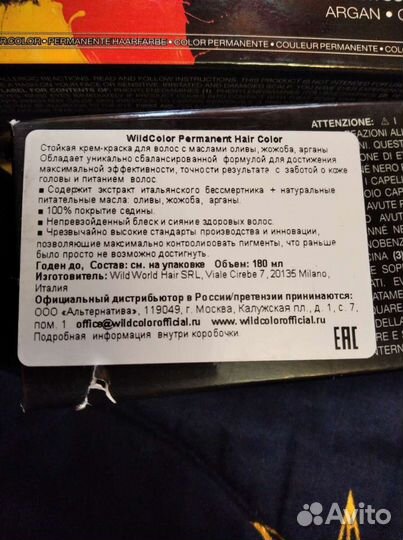 ARGAN • 
COLOR • PERMANENTE HAARFARBE • COLOR PERMANENTE • COULEUR PERMANENTE •
WildColor Permanent Hair Color
Стойкая крем-краска для волос с маслами оливы, жожоба, арганы
Обладает уникально сбалансированной формулой для достижения
максимальной эффективности, точности результата с заботой о коже
головы и питанием волос.
▪ Содержит экстракт итальянского бессмертника + натуральные
питательные масла: оливы, жожоба, арганы.
▪ 100% покрытие седины.
▪ Непревзойденный блеск и сияние здоровых волос.
▪ Чрезвычайно высокие стандарты производства и инновации,
позволяющие максимально контролировать пигменты, что раньше
было просто не возможно достигнуть.
Годен до, Состав: см. на упаковке Объем: 180 мл
Изготовитель: Wild World Hair SRL, Viale Cirebe 7, 20135 Milano,
Италия
Официальный дистрибьютор в России/претензии принимаются:
ООО «Альтернатива», 119049, г. Москва, Калужская пл., д. 1, с. 7,
пом. 1 office@wildcolorofficial.ru www.wildcolorofficial.ru
Подробная информация внутри коробочки.
EAC
ATTENZIONE:
I CAPELLI
AVUTE
Avito